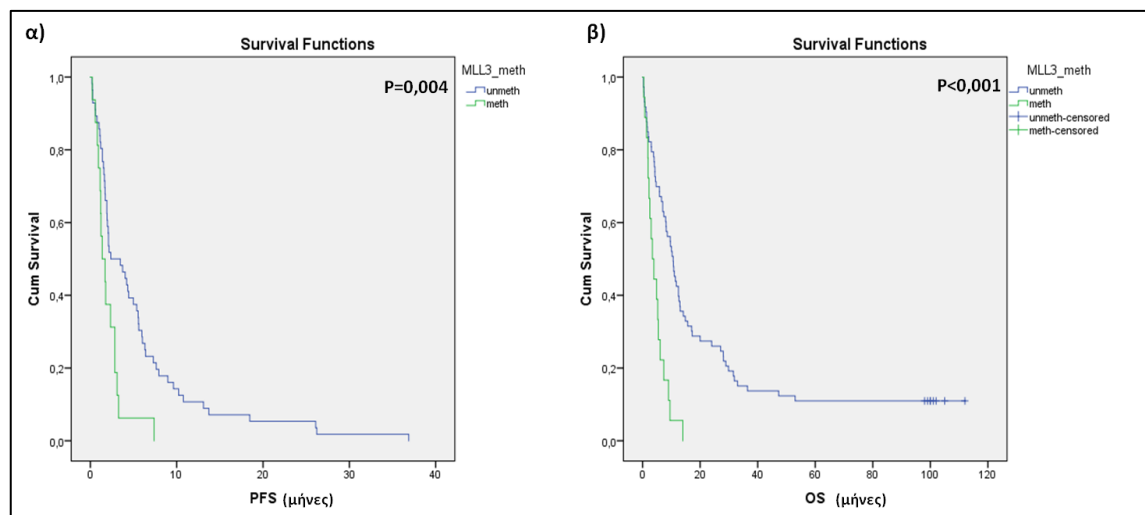 α)
Survival Functions
P=0,004
MLL3_meth
unmeth
meth
1,0
0,8
0,6
0,4
0,2
0,0
Cum Survival
0
10
20
30
40
PFS (μήνες)
β)
Survival Functions
P<0,001
MLL3_meth
unmeth
meth
unmeth-censored
meth-censored
1,0
0,8
0,6
0,4
0,2
0,0
Cum Survival
0
20
40
60
80
100
120
OS (μήνες)